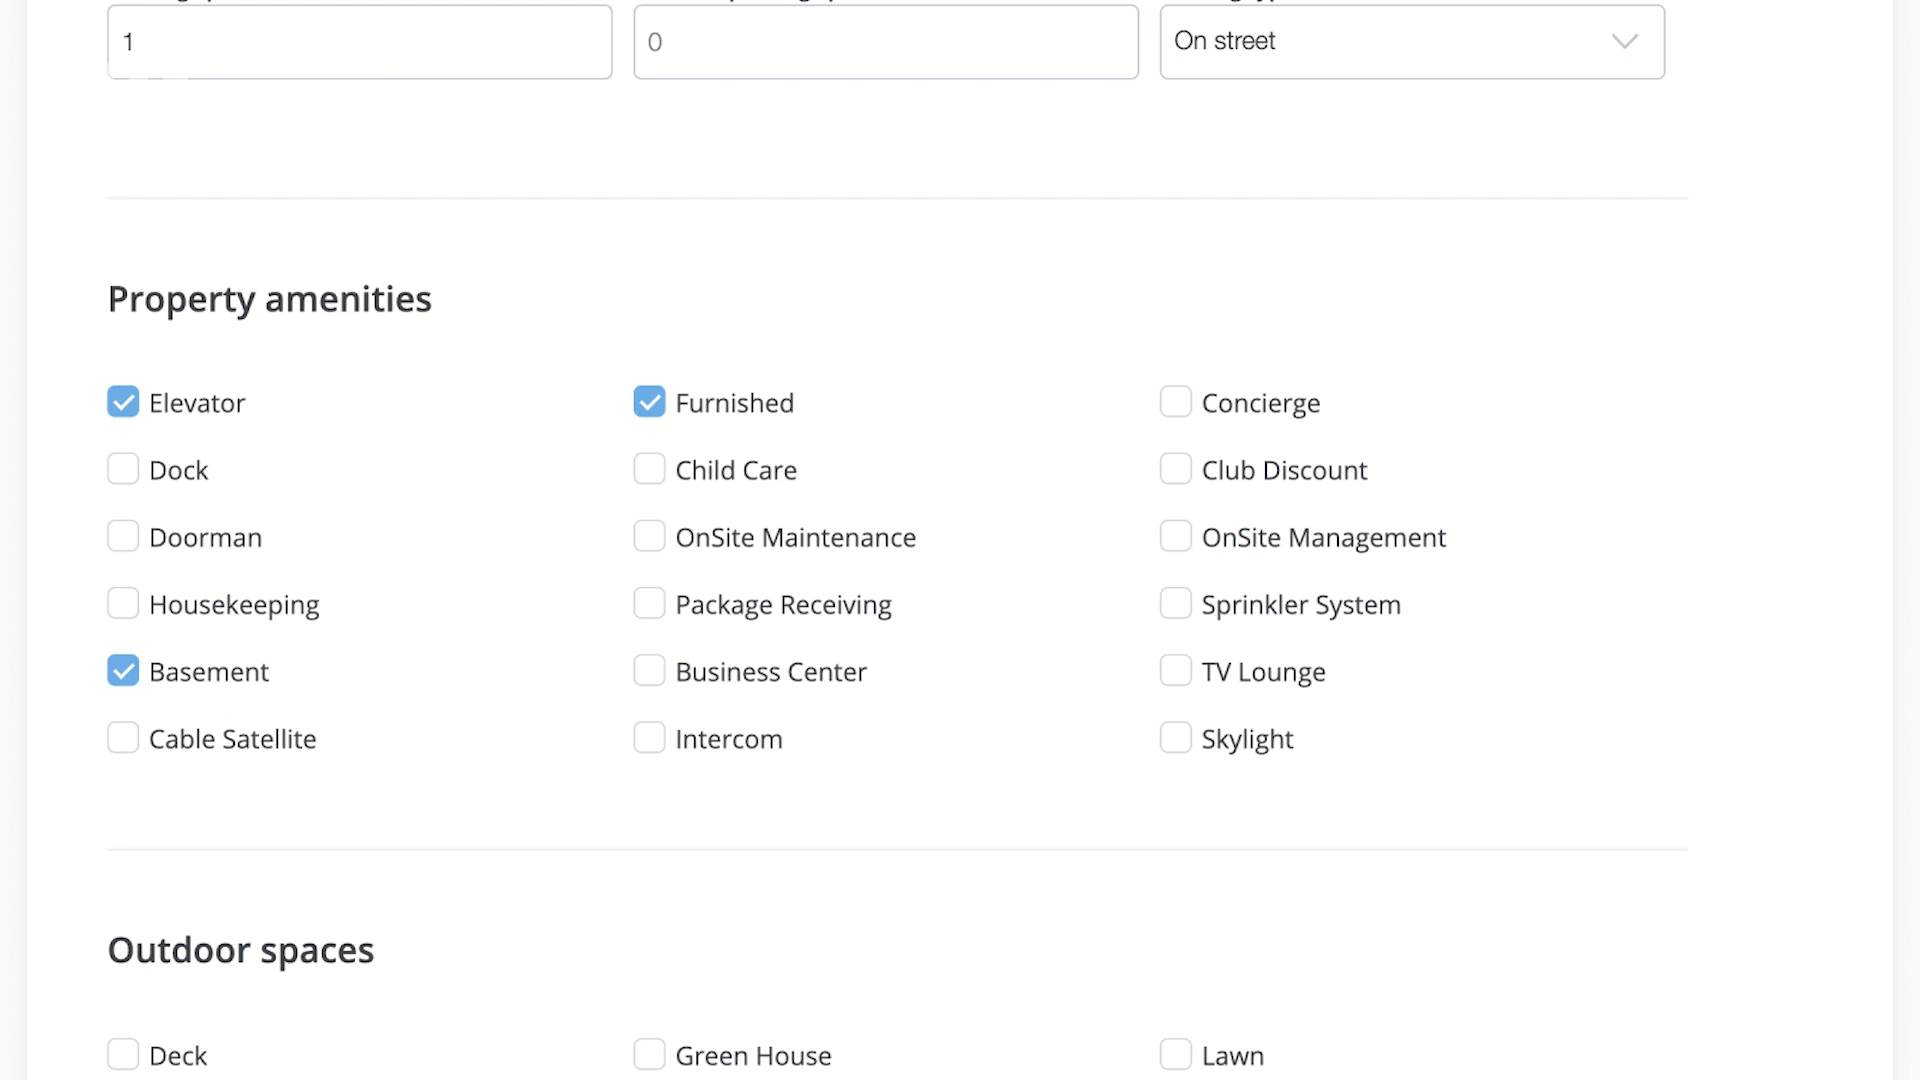 1
0
On street
Property amenities
Elevator
Furnished
Concierge
Dock
Child Care
Club Discount
Doorman
OnSite Maintenance
OnSite Management
Housekeeping
Package Receiving
Sprinkler System
Basement
Business Center
TV Lounge
Cable Satellite
Intercom
Skylight
Outdoor spaces
Deck
Green House
Lawn